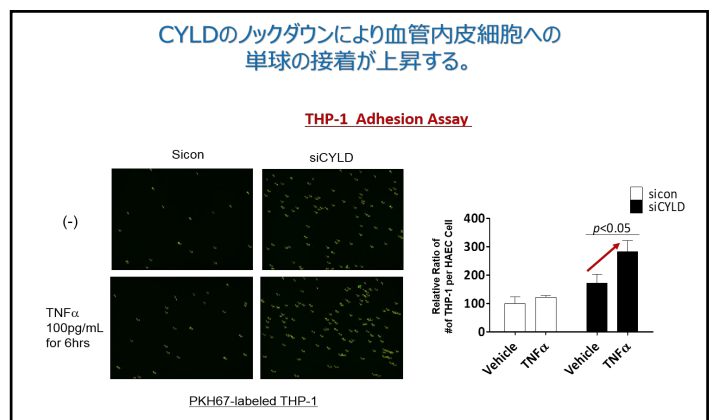 CYLDのノックダウンにより血管内皮細胞への
単球の接着が上昇する。
THP-1 Adhesion Assay
Sicon
siCYLD
(-)
TNFα
100pg/mL
for 6hrs
PKH67-labeled THP-1
sicon
siCYLD
p<0.05
Relative Ratio of
#of THP-1 per HAEC Cell
400
300
200
100
0
Vehicle
TNFα
Vehicle
TNFα